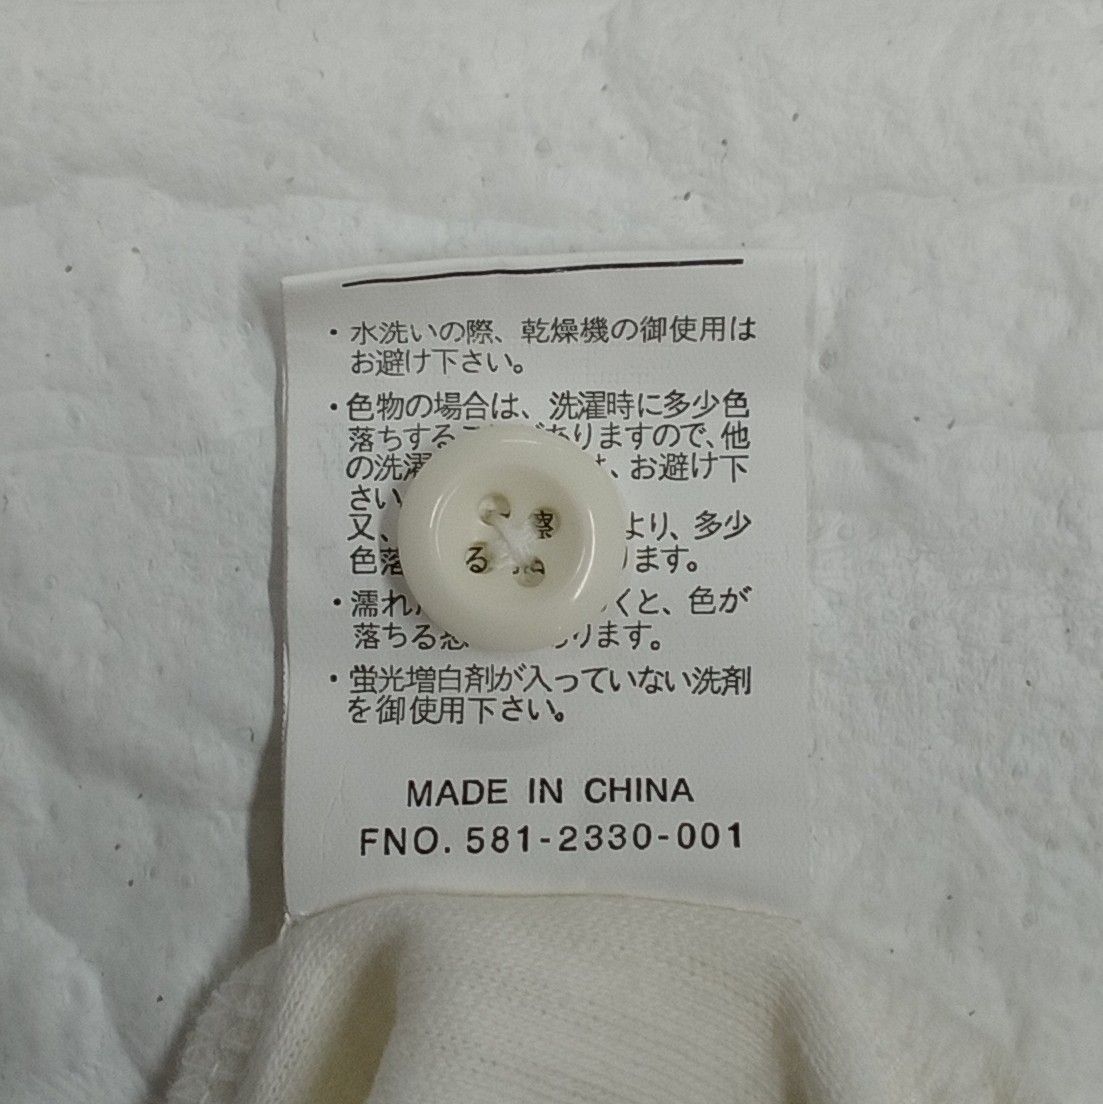 ・水洗いの際、乾燥機の御使用は
お避け下さい。
・色物の場合は、洗濯時に多少色
落ちする がありますので、他
の洗濯 は、お避け下
さい
又、 より、多少
色落 る ります。
・濡れ くと、色が
落ちる恐 ります。
・蛍光増白剤が入っていない洗剤
を御使用下さい。
MADE IN CHINA
FNO. 581-2330-001